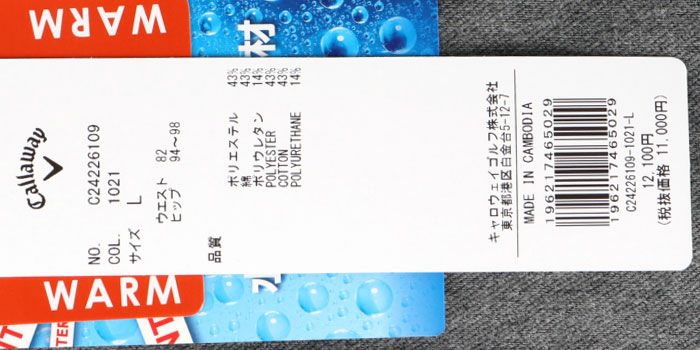 WARM
材
Callaway
NO. C24226109
COL. 1021
サイズ L
ウエスト 82
ヒップ 94~98
品質
ポリエステル 43%
綿 43%
ポリウレタン 14%
POLYESTER 43%
COTTON 43%
POLYURETHANE 14%
キャロウェイゴルフ株式会社
東京都港区白金台5-12-7
MADE IN CAMBODIA
1962174650​29
196217465029
C24226109-1021-L
12,100円
(税抜価格 11,000円)
WARM